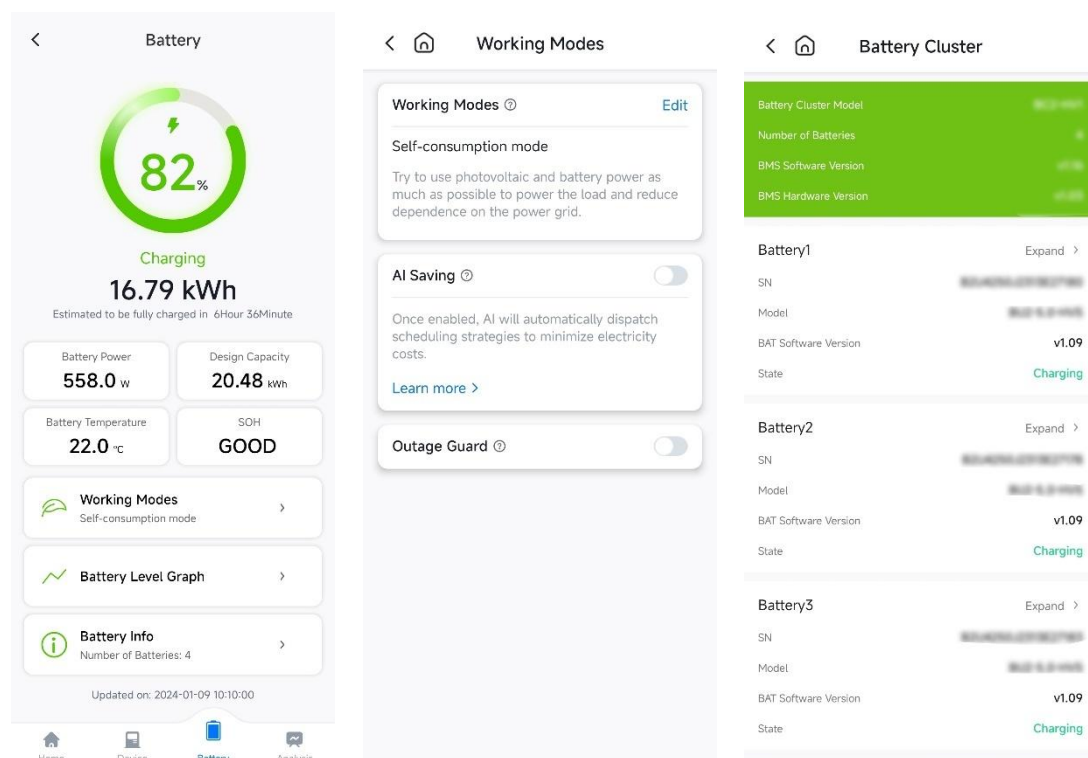 Battery
82%
Charging
16.79 kWh
Estimated to be fully charged in 6Hour 36Minute
Battery Power
558.0 w
Design Capacity
20.48 kWh
Battery Temperature
22.0 °C
SOH
GOOD
Working Modes
Self-consumption mode
Battery Level Graph
Battery Info
Number of Batteries: 4
Updated on: 2024-01-09 10:10:00
Home
Device
Battery
Analysis
Working Modes
Working Modes
Edit
Self-consumption mode
Try to use photovoltaic and battery power as
much as possible to power the load and reduce
dependence on the power grid.
AI Saving
Once enabled, AI will automatically dispatch
scheduling strategies to minimize electricity
costs.
Learn more >
Outage Guard
Battery Cluster
Battery Cluster Model
Number of Batteries
BMS Software Version
BMS Hardware Version
Battery1 Expand >
SN
Model
BAT Software Version v1.09
State Charging
Battery2 Expand >
SN
Model
BAT Software Version v1.09
State Charging
Battery3 Expand >
SN
Model
BAT Software Version v1.09
State Charging